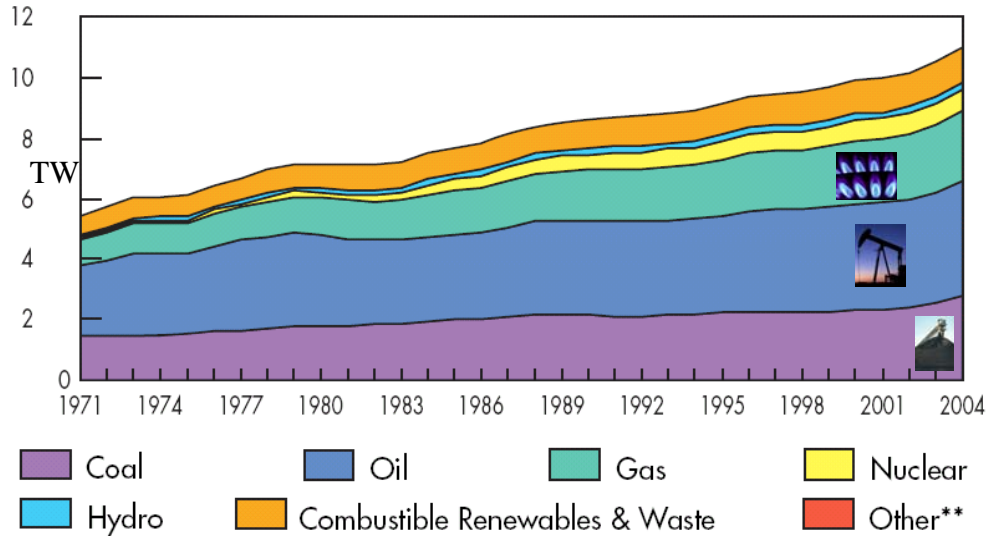 12
10
8
TW
6
4
2
0
1971 1974 1977 1980 1983 1986 1989 1992 1995 1998 2001 2004
Coal Oil Gas Nuclear
Hydro Combustible Renewables & Waste Other**